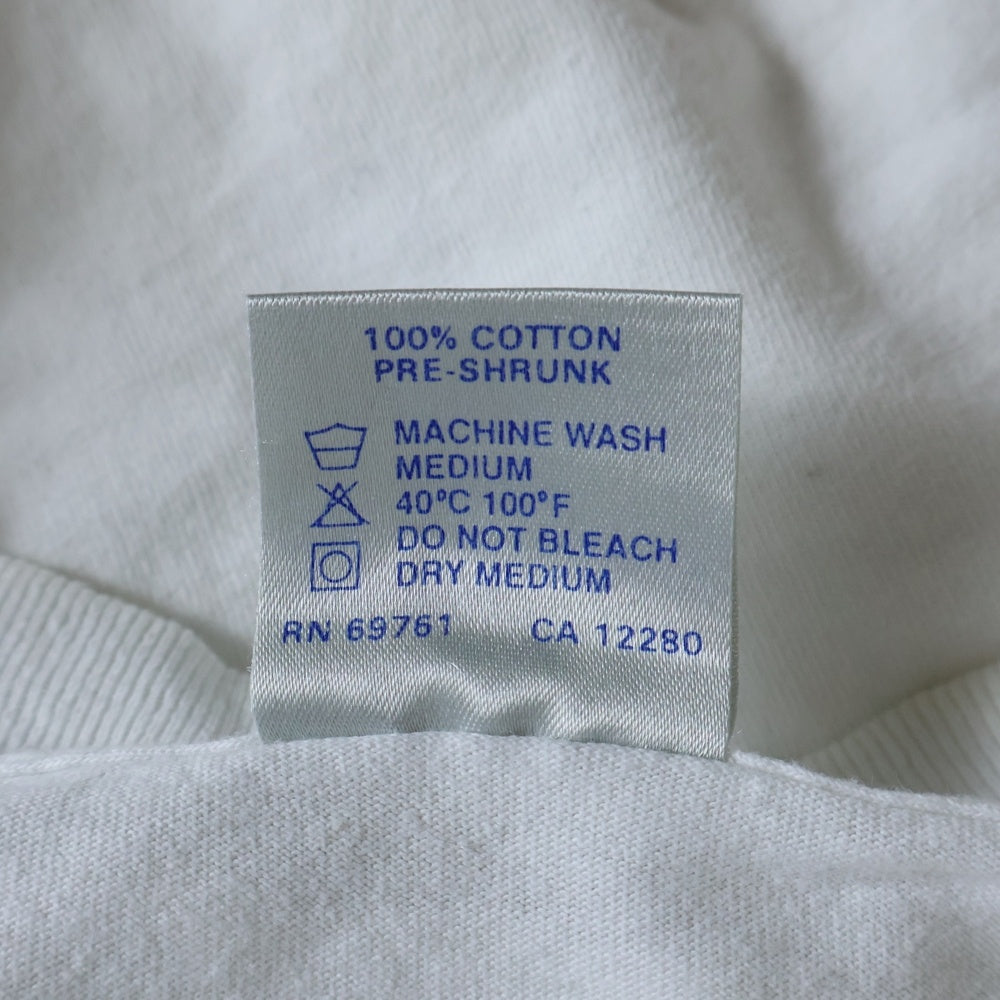 100% COTTON
PRE-SHRUNK
MACHINE WASH
MEDIUM
40°C 100°F
DO NOT BLEACH
DRY MEDIUM
RN 69761 CA 12280